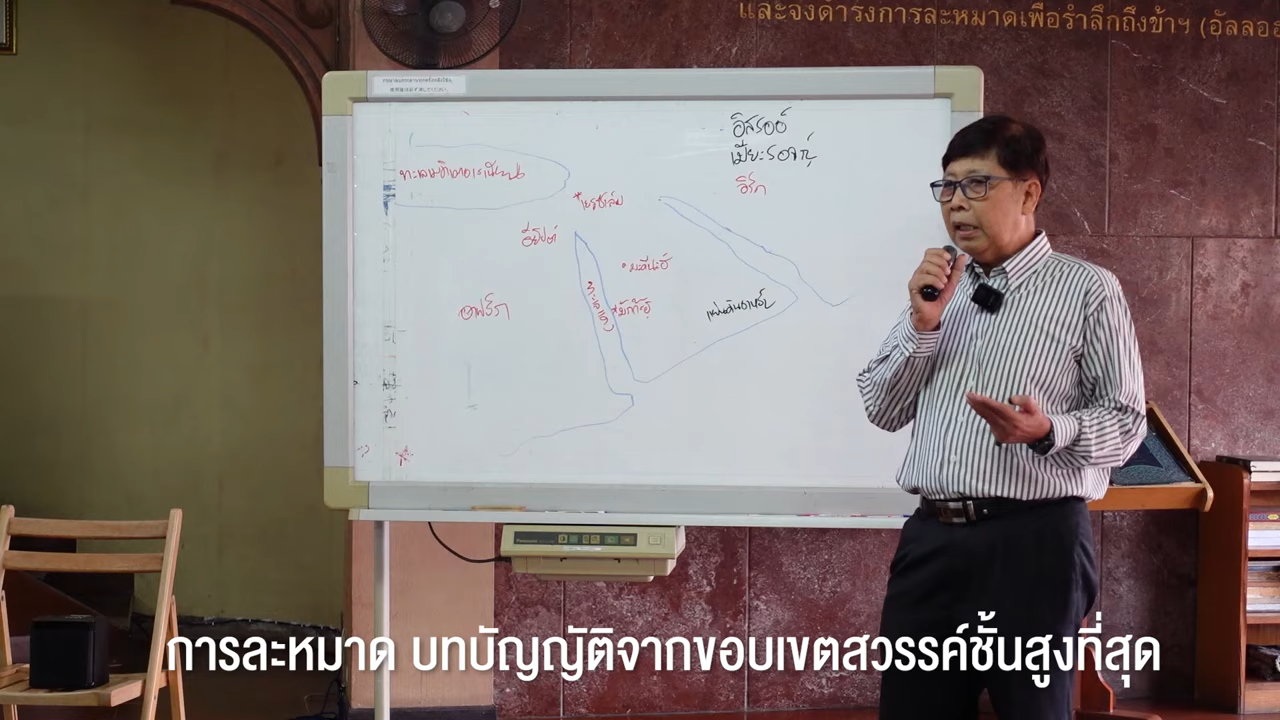 และจงดำรงการละหมาดเพื่อรำลึกถึงข้าฯ (อัลลอฮ
อิสรออ์
เมียะรอจญ์
ทะเลเมดิเตอร์เรเนียน
*เยรูซาเล็ม
อียิปต์
•มะดีนะฮ์
อาฟริกา
ทะเลแดง
แผ่นดินอาหรับ
Panasonic
การละหมาด บทบัญญัติจากขอบเขตสวรรค์ชั้นสูงที่สุด